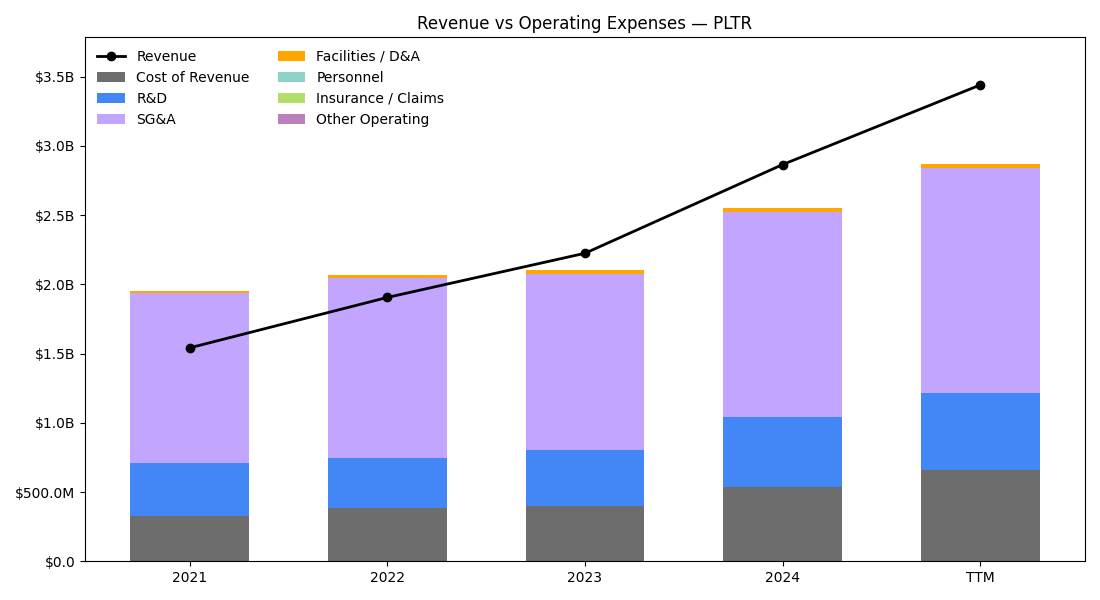 Revenue vs Operating Expenses — PLTR
Revenue
Cost of Revenue
R&D
SG&A
Facilities / D&A
Personnel
Insurance / Claims
Other Operating
$3.5B
$3.0B
$2.5B
$2.0B
$1.5B
$1.0B
$500.0M
$0.0
2021
2022
2023
2024
TTM